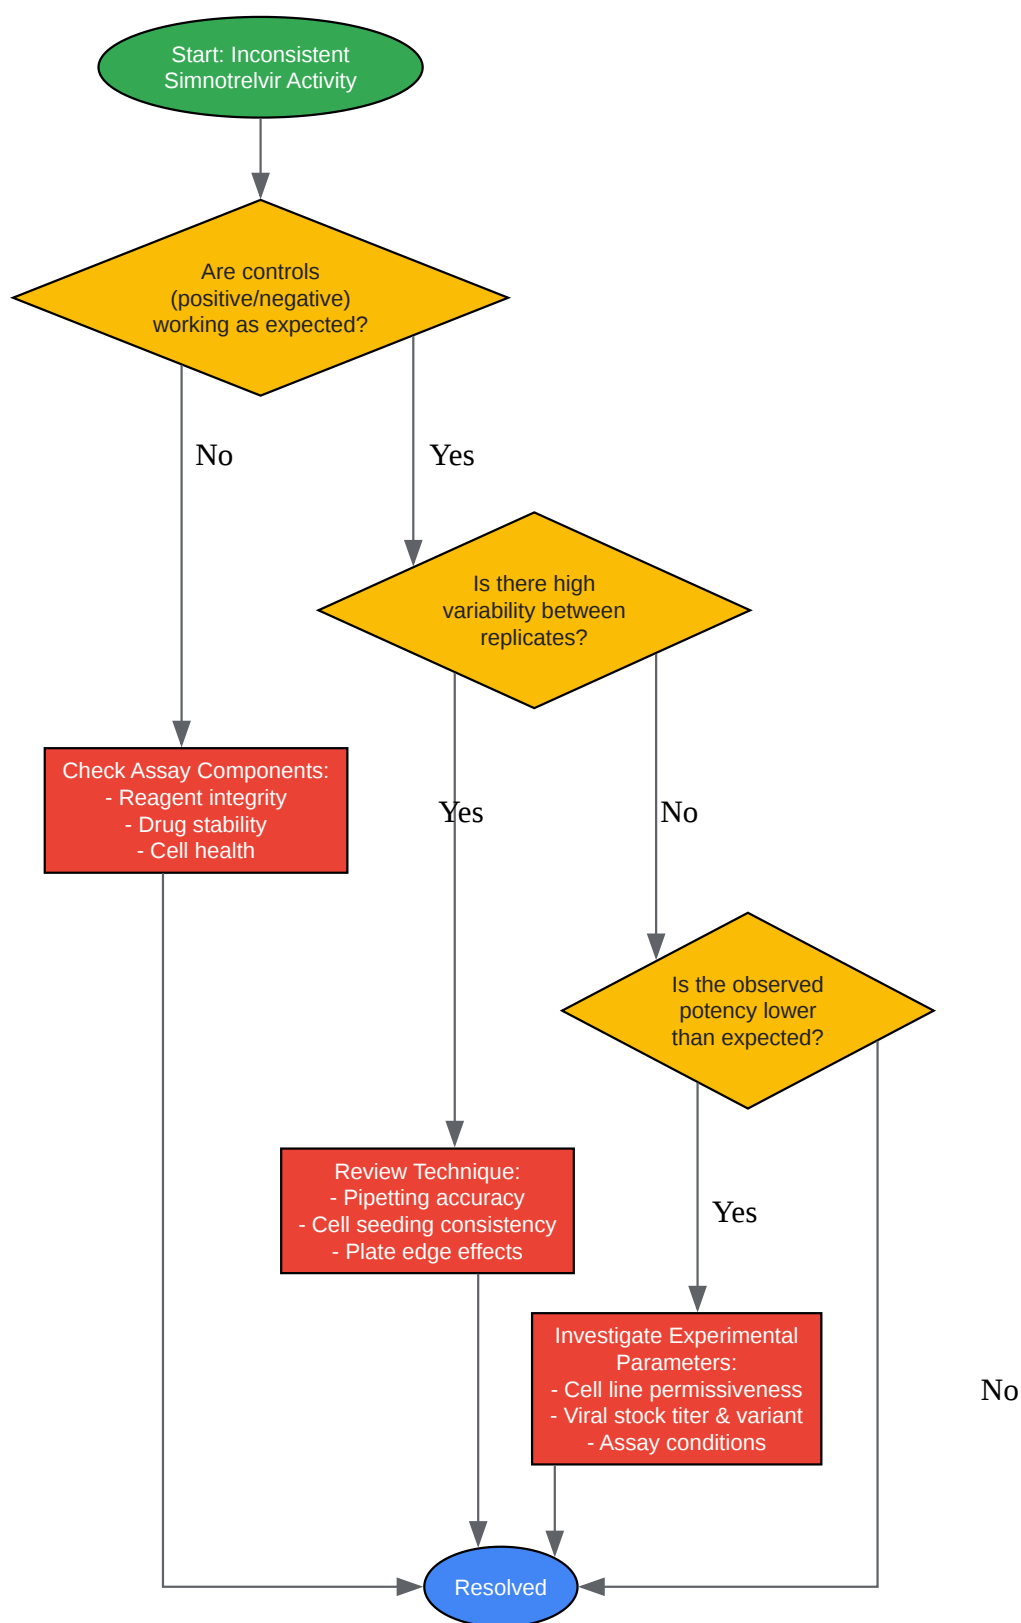 Start: Inconsistent
Simnotrelvir Activity
Are controls
(positive/negative)
working as expected?
No
Yes
Is there high
variability between
replicates?
Check Assay Components:
- Reagent integrity
- Drug stability
- Cell health
Yes
No
Is the observed
potency lower
than expected?
Review Technique:
- Pipetting accuracy
- Cell seeding consistency
- Plate edge effects
Yes
Investigate Experimental
Parameters:
- Cell line permissiveness
- Viral stock titer & variant
- Assay conditions
No
Resolved